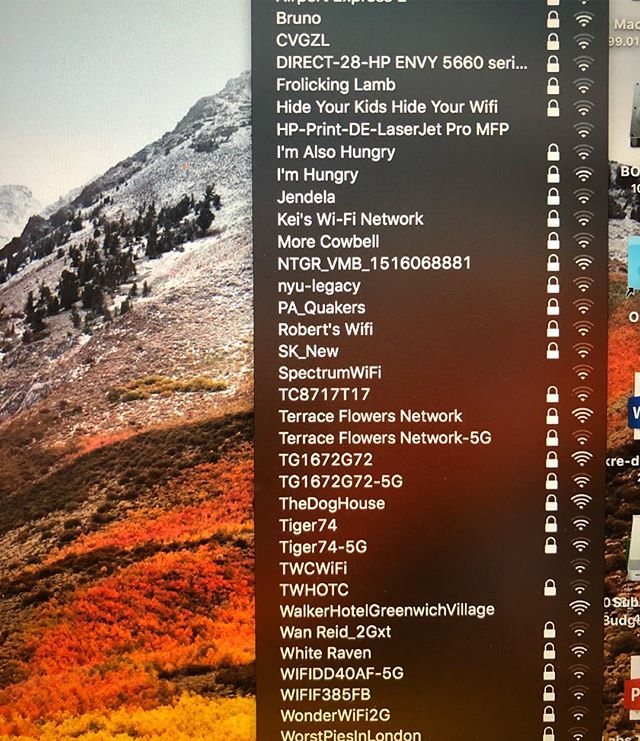 Airport Express 2
Bruno
CVGZL
DIRECT-28-HP ENVY 5660 seri...
Frolicking Lamb
Hide Your Kids Hide Your Wifi
HP-Print-DE-LaserJet Pro MFP
I'm Also Hungry
I'm Hungry
Jendela
Kei's Wi-Fi Network
More Cowbell
NTGR_VMB_1516068881
nyu-legacy
PA_Quakers
Robert's Wifi
SK_New
SpectrumWiFi
TC8717T17
Terrace Flowers Network
Terrace Flowers Network-5G
TG1672G72
TG1672G72-5G
TheDogHouse
Tiger74
Tiger74-5G
TWCWiFi
TWHOTC
WalkerHotelGreenwichVillage
Wan Reid_2Gxt
White Raven
WIFIDD40AF-5G
WIFIF385FB
WonderWiFi2G
WorstPiesInLondon
Mac
99.01
BO
10
O
W
kre-d
2
Sub
Budg
P
Labs